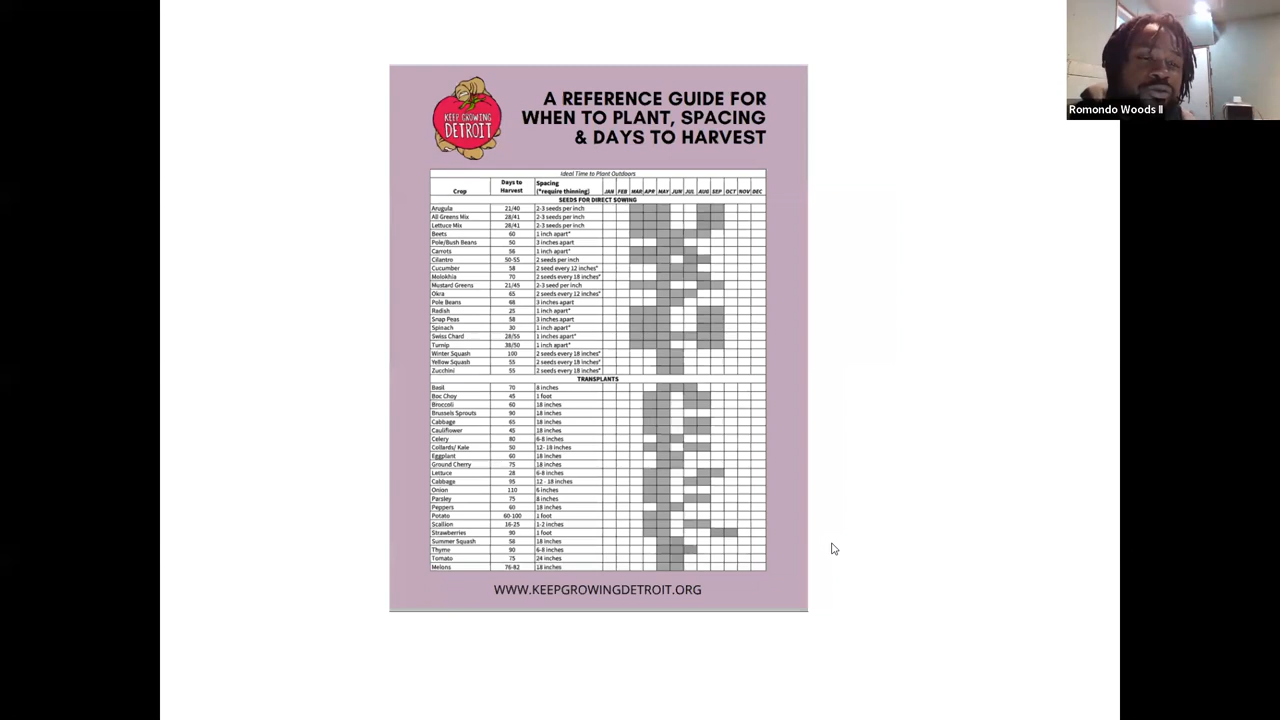 Romondo Woods II
KEEP GROWING
DETROIT
A REFERENCE GUIDE FOR
WHEN TO PLANT, SPACING
& DAYS TO HARVEST
Ideal Time to Plant Outdoors
Crop Days to Harvest Spacing (*require thinning) JAN FEB MAR APR MAY JUN JUL AUG SEP OCT NOV DEC
SEEDS FOR DIRECT SOWING
Arugula 21/40 2-3 seeds per inch
All Greens Mix 28/41 2-3 seeds per inch
Lettuce Mix 28/41 2-3 seeds per inch
Beets 60 1 inch apart*
Pole/Bush Beans 50 3 inches apart
Carrots 56 1 inch apart*
Cilantro 50-55 2 seeds per inch
Cucumber 58 2 seed every 12 inches*
Molokhia 70 2 seeds every 18 inches*
Mustard Greens 21/45 2-3 seed per inch
Okra 65 2 seeds every 12 inches*
Pole Beans 68 3 inches apart
Radish 25 1 inch apart*
Snap Peas 58 3 inches apart
Spinach 30 1 inch apart*
Swiss Chard 28/55 1 inches apart*
Turnip 38/50 1 inch apart*
Winter Squash 100 2 seeds every 18 inches*
Yellow Squash 55 2 seeds every 18 inches*
Zucchini 55 2 seeds every 18 inches*
TRANSPLANTS
Basil 70 8 inches
Boc Choy 45 1 foot
Broccoli 60 18 inches
Brussels Sprouts 90 18 inches
Cabbage 65 18 inches
Cauliflower 45 18 inches
Celery 80 6-8 inches
Collards/ Kale 50 12- 18 inches
Eggplant 60 18 inches
Ground Cherry 75 18 inches
Lettuce 28 6-8 inches
Cabbage 95 12 - 18 inches
Onion 110 6 inches
Parsley 75 8 inches
Peppers 60 18 inches
Potato 60-100 1 foot
Scallion 16-25 1-2 inches
Strawberries 90 1 foot
Summer Squash 58 18 inches
Thyme 90 6-8 inches
Tomato 75 24 inches
Melons 76-82 18 inches
WWW.KEEPGROWINGDETROIT.ORG